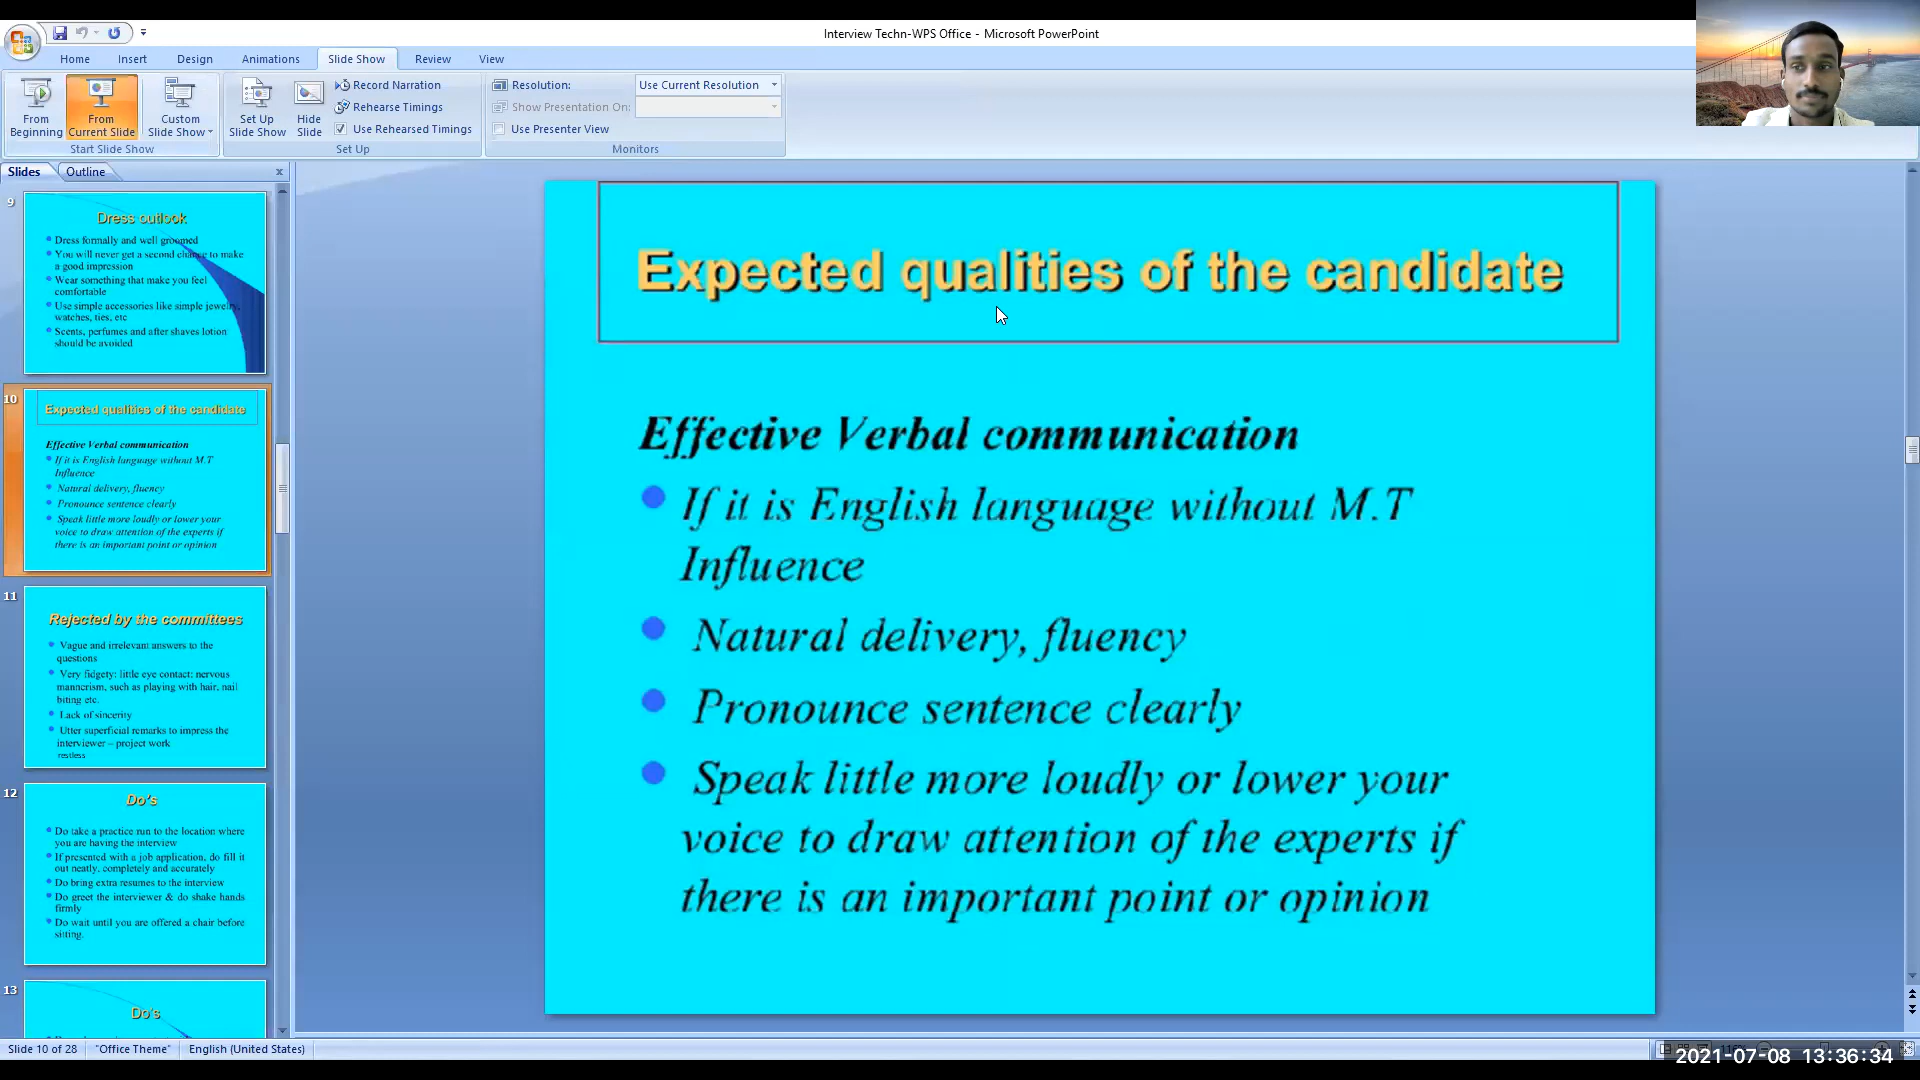 Interview Techn-WPS Office - Microsoft PowerPoint
Home
Insert
Design
Animations
Slide Show
Review
View
From Beginning
From Current Slide
Custom Slide Show
Start Slide Show
Set Up Slide Show
Hide Slide
Record Narration
Rehearse Timings
Use Rehearsed Timings
Set Up
Resolution:
Use Current Resolution
Show Presentation On:
Use Presenter View
Monitors
Slides
Outline
9
Dress outlook
Dress formally and well groomed
You will never get a second chance to make
a good impression
Wear something that make you feel
comfortable
Use simple accessories like simple jewelry,
watches, ties, etc
Scents, perfumes and after shaves lotion
should be avoided
10
Expected qualities of the candidate
Effective Verbal communication
If it is English language without M.T
Influence
Natural delivery, fluency
Pronounce sentence clearly
Speak little more loudly or lower your
voice to draw attention of the experts if
there is an important point or opinion
11
Rejected by the committees
Vague and irrelevant answers to the
questions
Very fidgety: little eye contact: nervous
mannerism, such as playing with hair, nail
biting etc.
Lack of sincerity
Utter superficial remarks to impress the
interviewer – project work
restless
12
Do's
Do take a practice run to the location where
you are having the interview
If presented with a job application, do fill it
out neatly, completely and accurately
Do bring extra resumes to the interview
Do greet the interviewer & do shake hands
firmly
Do wait until you are offered a chair before
sitting.
13
Do's
Expected qualities of the candidate
Effective Verbal communication
If it is English language without M.T
Influence
Natural delivery, fluency
Pronounce sentence clearly
Speak little more loudly or lower your
voice to draw attention of the experts if
there is an important point or opinion
Slide 10 of 28
"Office Theme"
English (United States)
2021-07-08 13:36:34